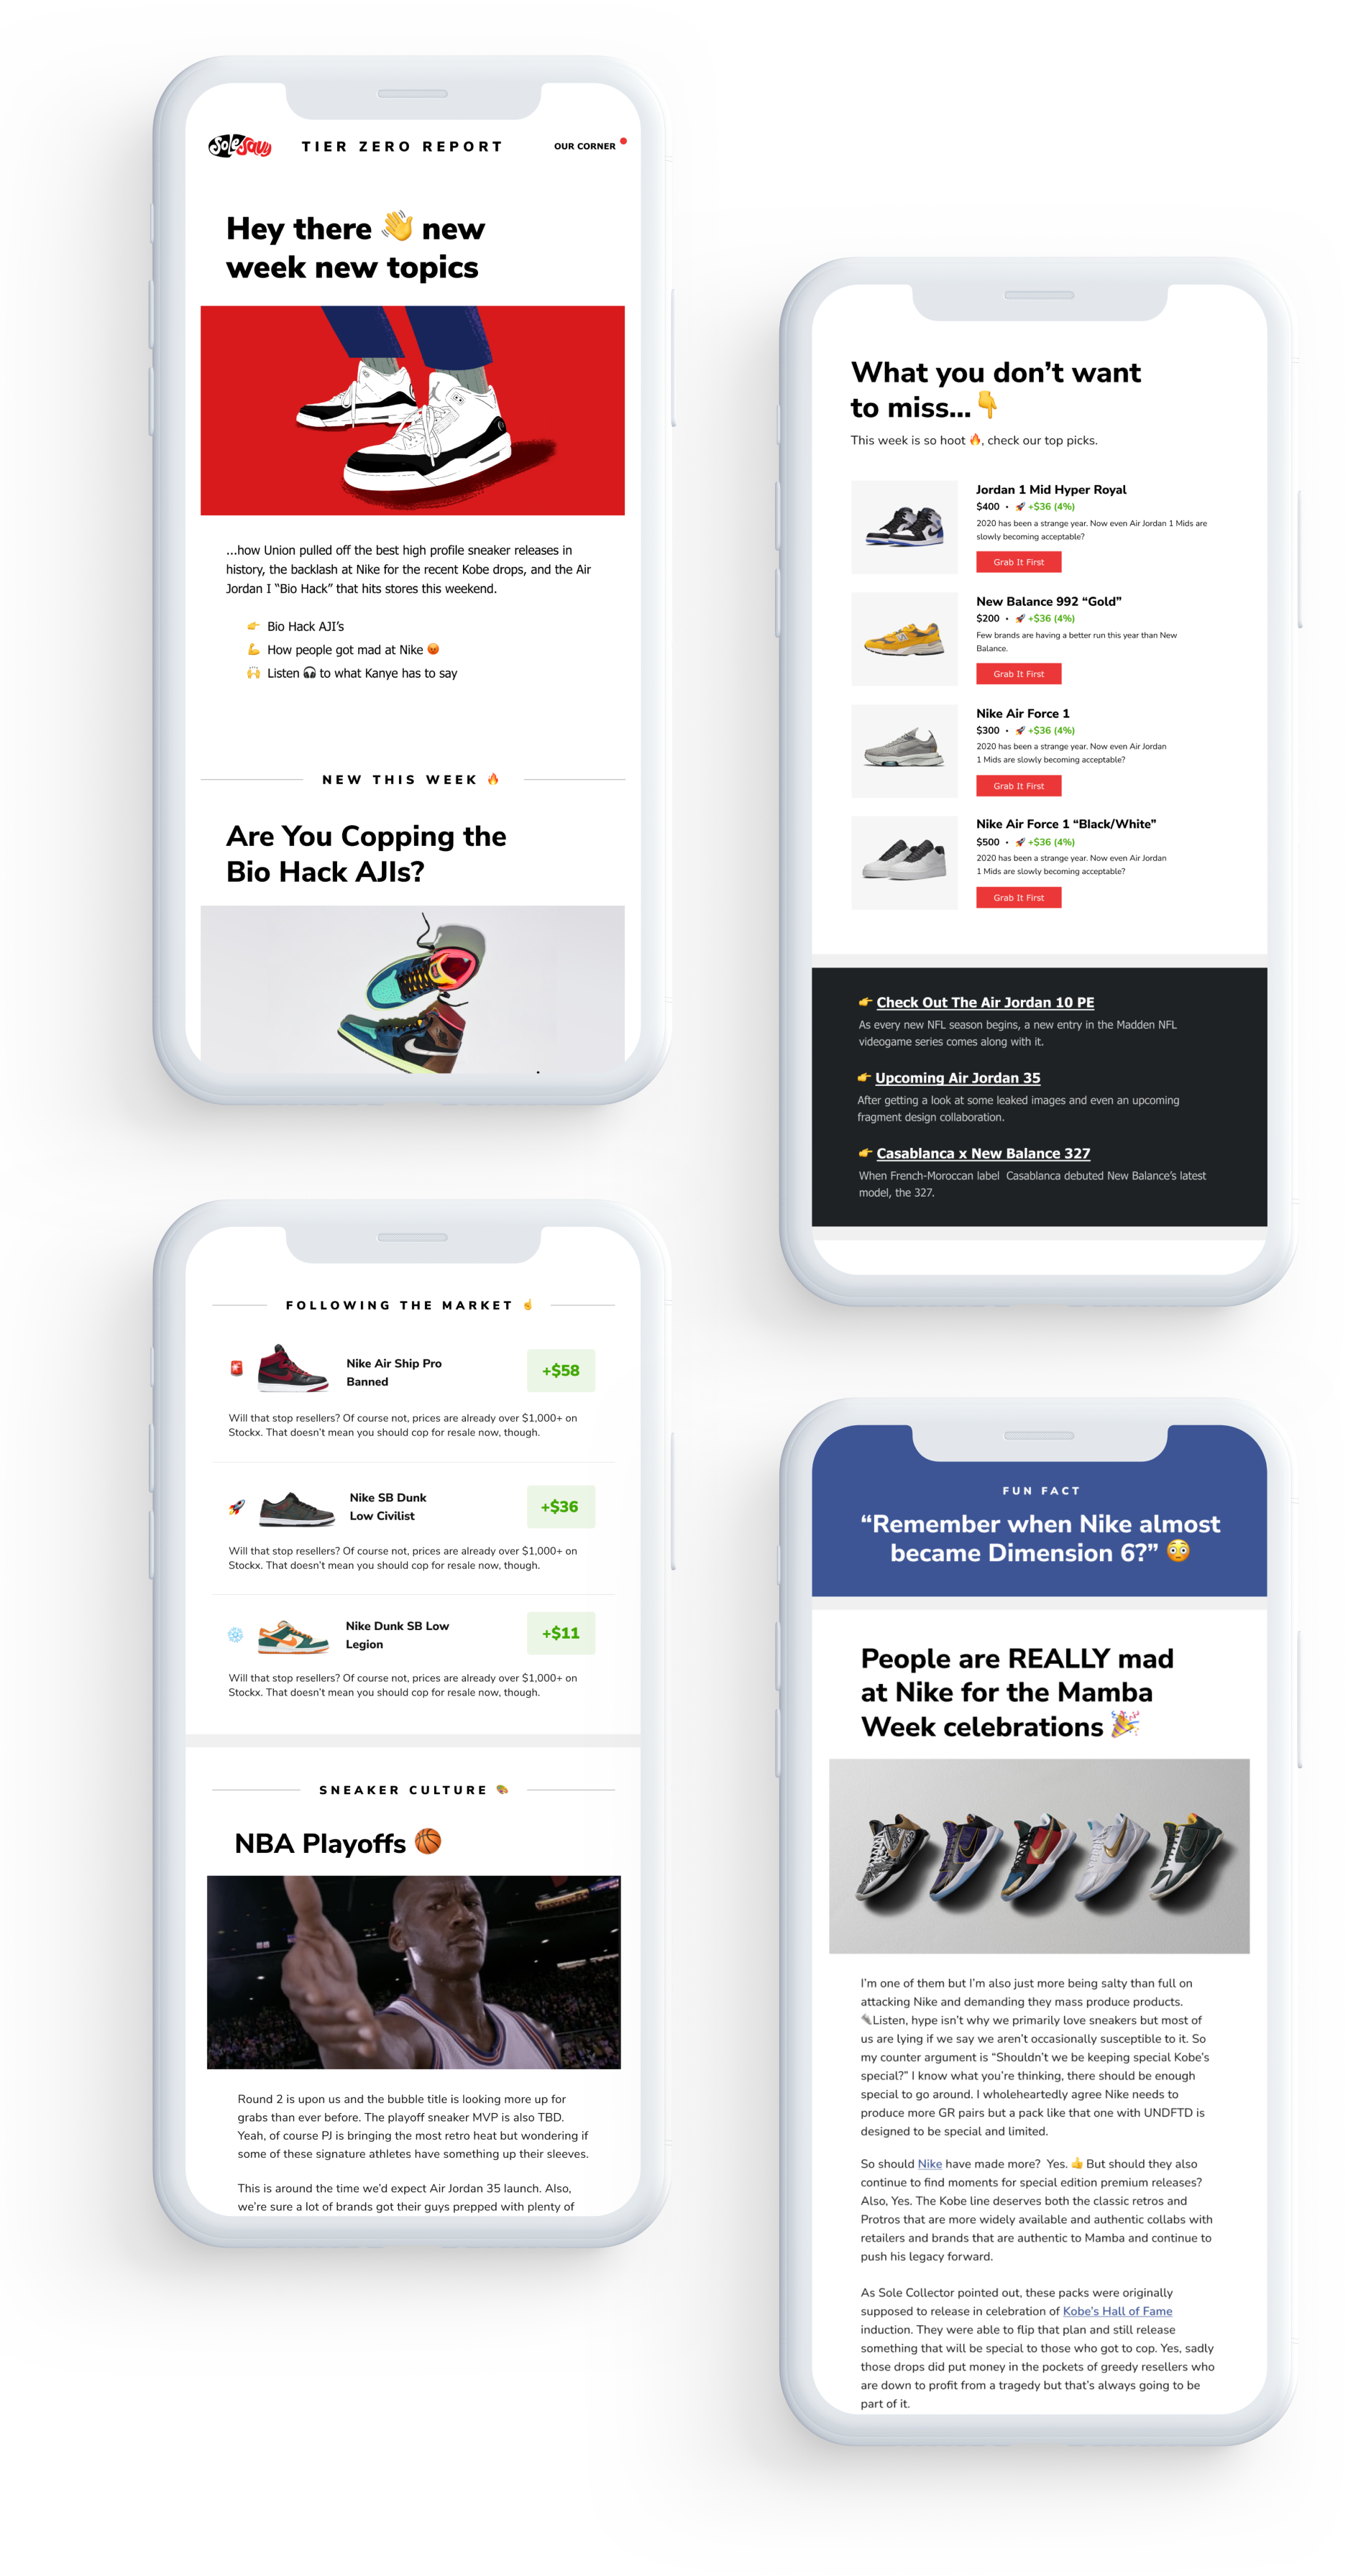 SoleSavy
TIER ZERO REPORT
OUR CORNER
Hey there 👋 new
week new topics
...how Union pulled off the best high profile sneaker releases in
history, the backlash at Nike for the recent Kobe drops, and the Air
Jordan I “Bio Hack” that hits stores this weekend.
👉 Bio Hack AJI’s
💪 How people got mad at Nike 😡
🙌 Listen 🎧 to what Kanye has to say
NEW THIS WEEK 🔥
Are You Copping the
Bio Hack AJIs?
What you don’t want
to miss...👇
This week is so hoot 🔥, check our top picks.
Jordan 1 Mid Hyper Royal
$400 • 🚀 +$36 (4%)
2020 has been a strange year. Now even Air Jordan 1 Mids are
slowly becoming acceptable?
Grab It First
New Balance 992 “Gold”
$200 • 🚀 +$36 (4%)
Few brands are having a better run this year than New
Balance.
Grab It First
Nike Air Force 1
$300 • 🚀 +$36 (4%)
2020 has been a strange year. Now even Air Jordan
1 Mids are slowly becoming acceptable?
Grab It First
Nike Air Force 1 “Black/White”
$500 • 🚀 +$36 (4%)
2020 has been a strange year. Now even Air Jordan
1 Mids are slowly becoming acceptable?
Grab It First
👉 Check Out The Air Jordan 10 PE
As every new NFL season begins, a new entry in the Madden NFL
videogame series comes along with it.
👉 Upcoming Air Jordan 35
After getting a look at some leaked images and even an upcoming
fragment design collaboration.
👉 Casablanca x New Balance 327
When French-Moroccan label Casablanca debuted New Balance’s latest
model, the 327.
FOLLOWING THE MARKET ☝
Nike Air Ship Pro
Banned
+$58
Will that stop resellers? Of course not, prices are already over $1,000+ on
Stockx. That doesn’t mean you should cop for resale now, though.
Nike SB Dunk
Low Civilist
+$36
Will that stop resellers? Of course not, prices are already over $1,000+ on
Stockx. That doesn’t mean you should cop for resale now, though.
Nike Dunk SB Low
Legion
+$11
Will that stop resellers? Of course not, prices are already over $1,000+ on
Stockx. That doesn’t mean you should cop for resale now, though.
SNEAKER CULTURE 🎨
NBA Playoffs 🏀
Round 2 is upon us and the bubble title is looking more up for
grabs than ever before. The playoff sneaker MVP is also TBD.
Yeah, of course PJ is bringing the most retro heat but wondering if
some of these signature athletes have something up their sleeves.
This is around the time we’d expect Air Jordan 35 launch. Also,
we’re sure a lot of brands got their guys prepped with plenty of
FUN FACT
“Remember when Nike almost
became Dimension 6?” 😳
People are REALLY mad
at Nike for the Mamba
Week celebrations 🎉
I’m one of them but I’m also just more being salty than full on
attacking Nike and demanding they mass produce products.
Listen, hype isn’t why we primarily love sneakers but most of
us are lying if we say we aren’t occasionally susceptible to it. So
my counter argument is “Shouldn’t we be keeping special Kobe’s
special?” I know what you’re thinking, there should be enough
special to go around. I wholeheartedly agree Nike needs to
produce more GR pairs but a pack like that one with UNDFTD is
designed to be special and limited.
So should Nike have made more? Yes. 👍 But should they also
continue to find moments for special edition premium releases?
Also, Yes. The Kobe line deserves both the classic retros and
Protros that are more widely available and authentic collabs with
retailers and brands that are authentic to Mamba and continue to
push his legacy forward.
As Sole Collector pointed out, these packs were originally
supposed to release in celebration of Kobe’s Hall of Fame
induction. They were able to flip that plan and still release
something that will be special to those who got to cop. Yes, sadly
those drops did put money in the pockets of greedy resellers who
are down to profit from a tragedy but that’s always going to be
part of it.